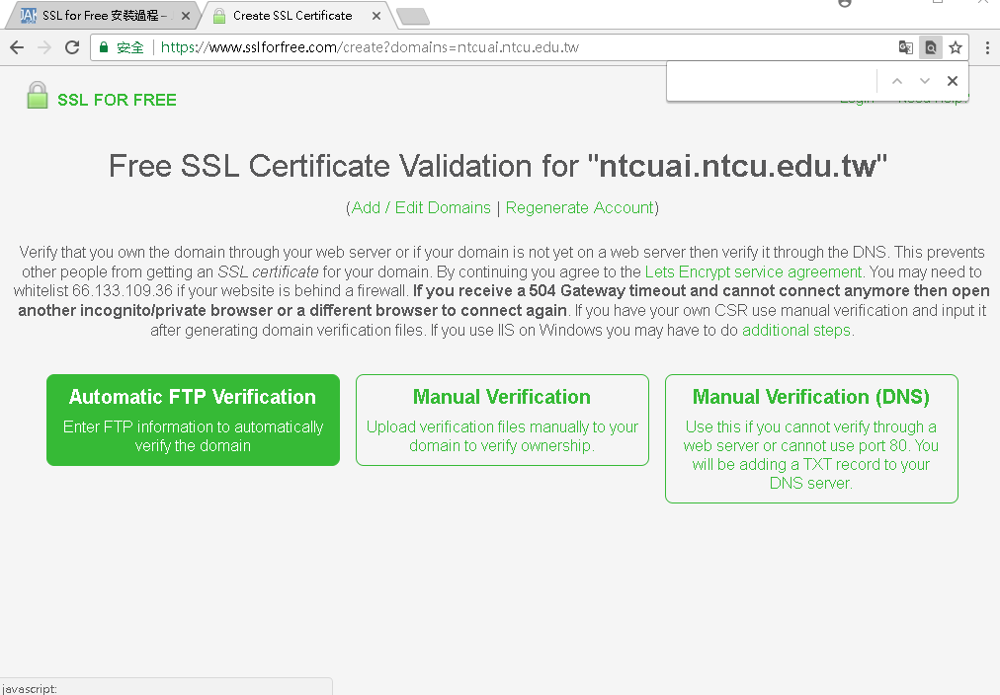 SSL for Free 安裝過程 –
Create SSL Certificate
安全
https://www.sslforfree.com/create?domains=ntcuai.ntcu.edu.tw
SSL FOR FREE
Free SSL Certificate Validation for "ntcuai.ntcu.edu.tw"
(Add / Edit Domains | Regenerate Account)
Verify that you own the domain through your web server or if your domain is not yet on a web server then verify it through the DNS. This prevents
other people from getting an SSL certificate for your domain. By continuing you agree to the Lets Encrypt service agreement. You may need to
whitelist 66.133.109.36 if your website is behind a firewall. If you receive a 504 Gateway timeout and cannot connect anymore then open
another incognito/private browser or a different browser to connect again. If you have your own CSR use manual verification and input it
after generating domain verification files. If you use IIS on Windows you may have to do additional steps.
Automatic FTP Verification
Enter FTP information to automatically
verify the domain
Manual Verification
Upload verification files manually to your
domain to verify ownership.
Manual Verification (DNS)
Use this if you cannot verify through a
web server or cannot use port 80. You
will be adding a TXT record to your
DNS server.
javascript: